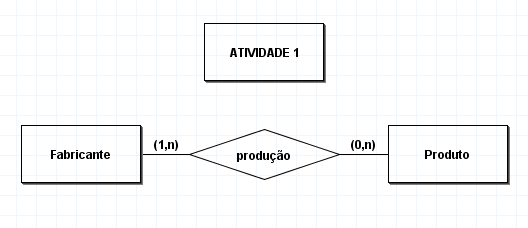 ATIVIDADE 1
Fabricante
(1,n)
produção
(0,n)
Produto